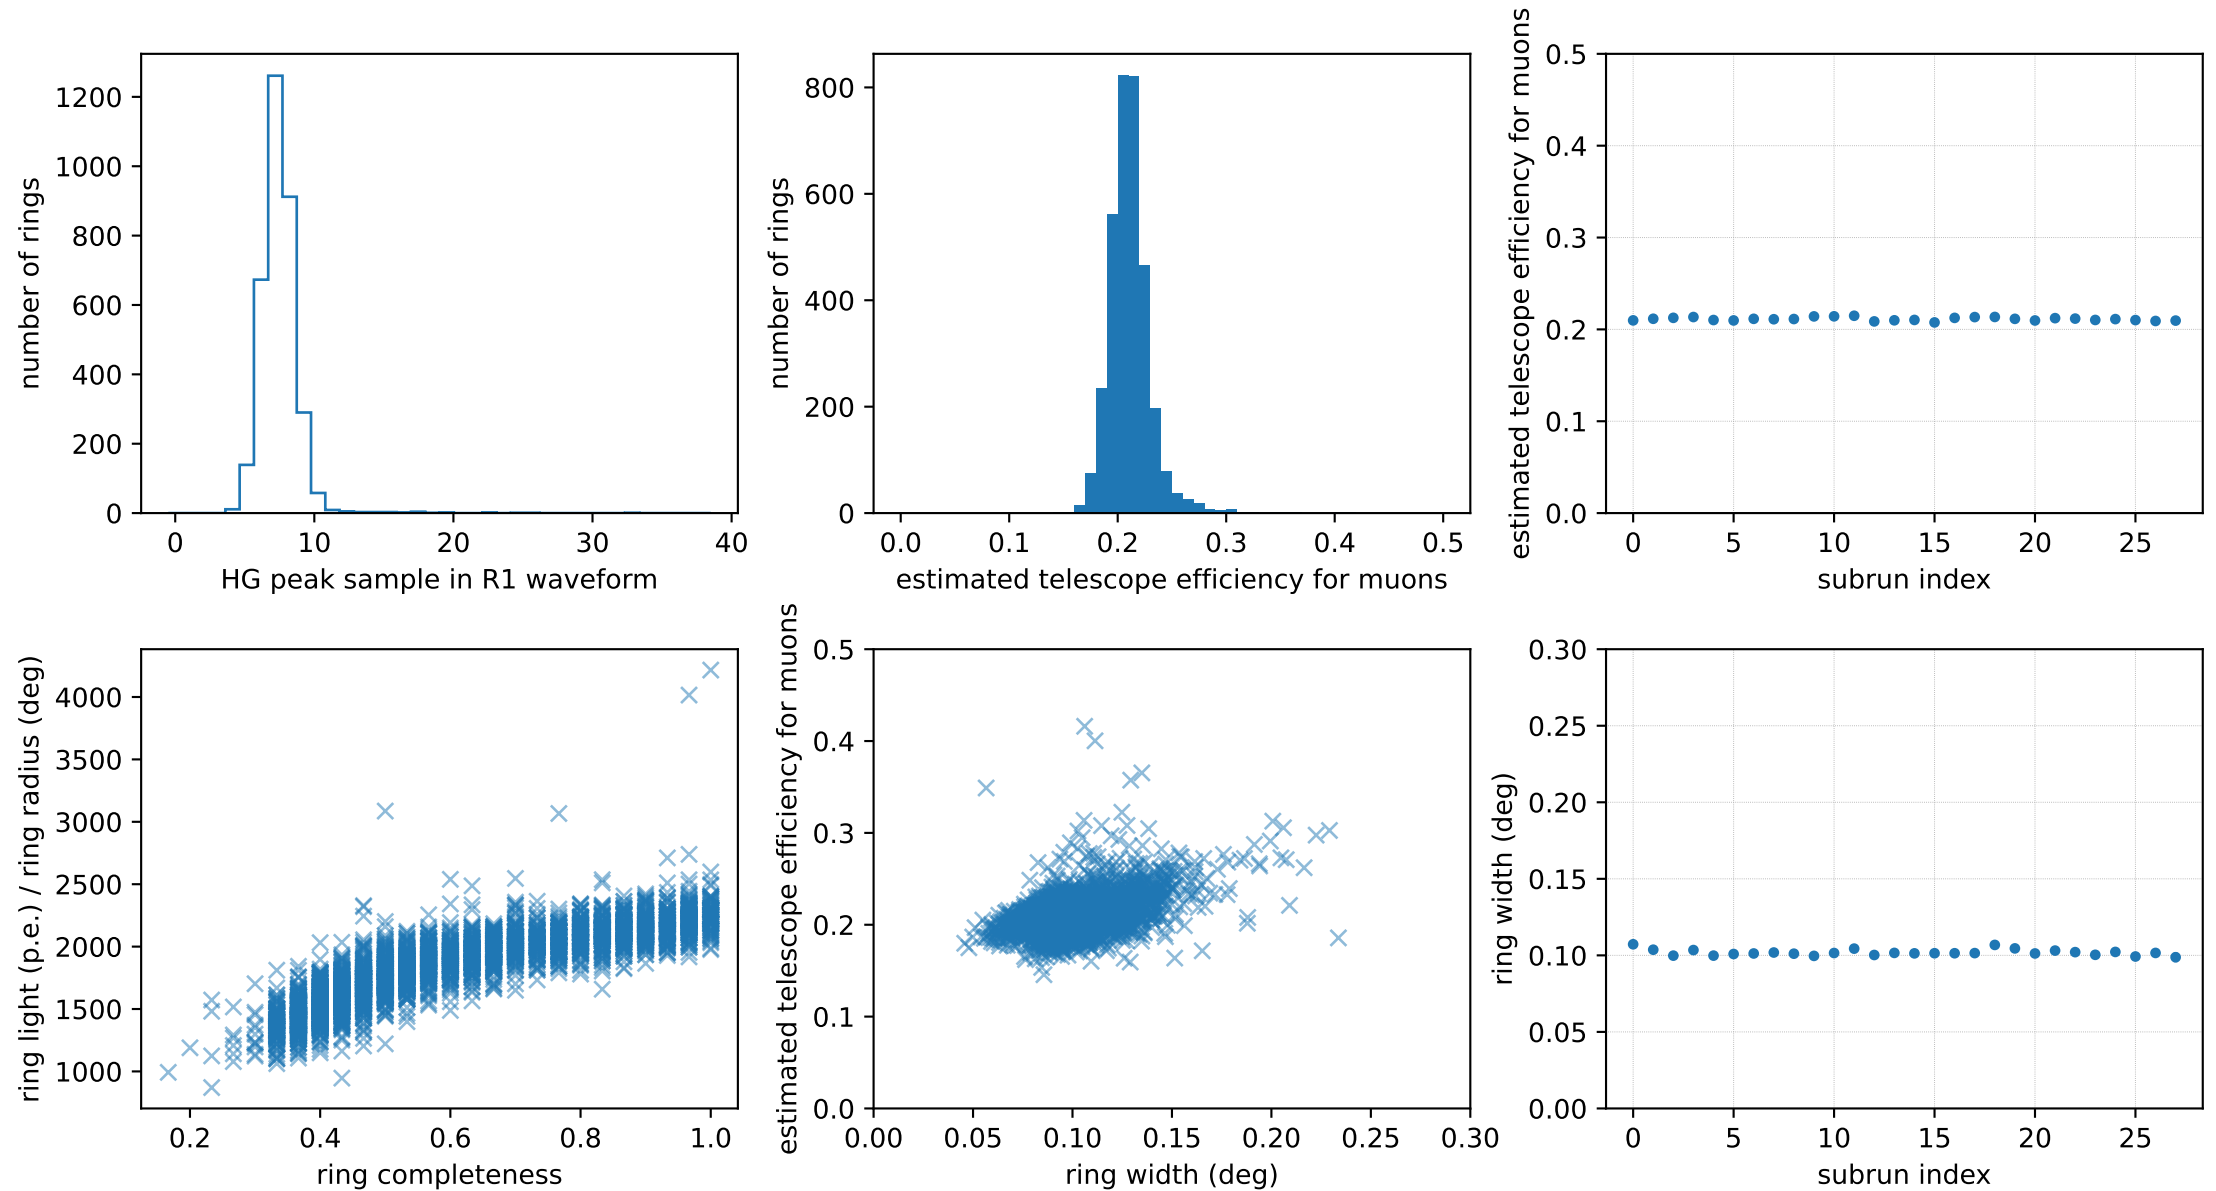 1200
1000
800
600
400
200
0
number of rings
0 10 20 30 40
HG peak sample in R1 waveform
800
600
400
200
0
number of rings
0.0 0.1 0.2 0.3 0.4 0.5
estimated telescope efficiency for muons
0.5
0.4
0.3
0.2
0.1
0.0
estimated telescope efficiency for muons
0 5 10 15 20 25
subrun index
4000
3500
3000
2500
2000
1500
1000
ring light (p.e.) / ring radius (deg)
0.2 0.4 0.6 0.8 1.0
ring completeness
0.5
0.4
0.3
0.2
0.1
0.0
estimated telescope efficiency for muons
0.00 0.05 0.10 0.15 0.20 0.25 0.30
ring width (deg)
0.30
0.25
0.20
0.15
0.10
0.05
0.00
ring width (deg)
0 5 10 15 20 25
subrun index